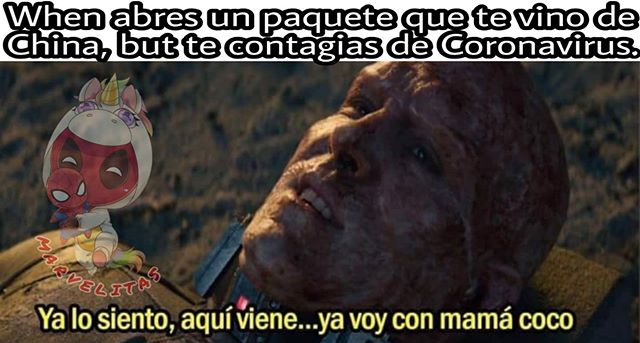 When abres un paquete que te vino de
China, but te contagias de Coronavirus.
MARVELITAS
Ya lo siento, aquí viene...ya voy con mamá coco